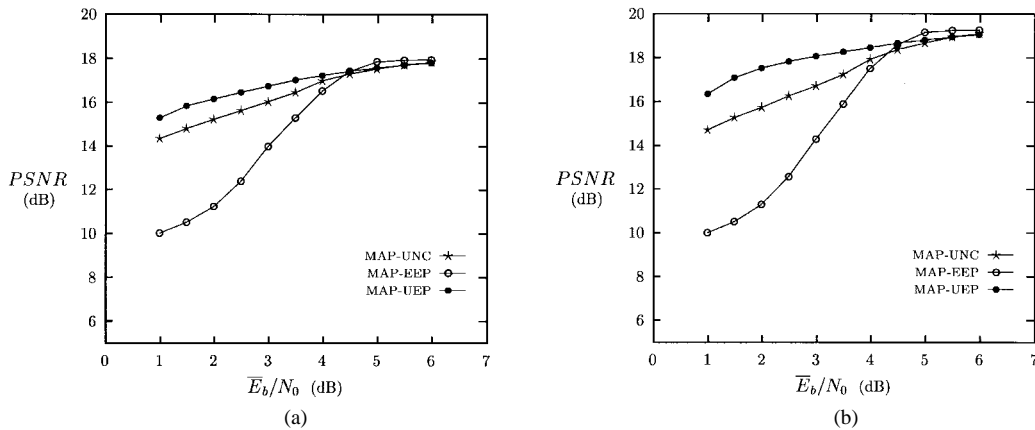 20
18
16
14
PSNR
(dB)
12
10
8
6
MAP-UNC
MAP-EEP
MAP-UEP
0 1 2 3 4 5 6 7
E̅b/N0 (dB)
(a)
20
18
16
14
PSNR
(dB)
12
10
8
6
MAP-UNC
MAP-EEP
MAP-UEP
0 1 2 3 4 5 6 7
E̅b/N0 (dB)
(b)